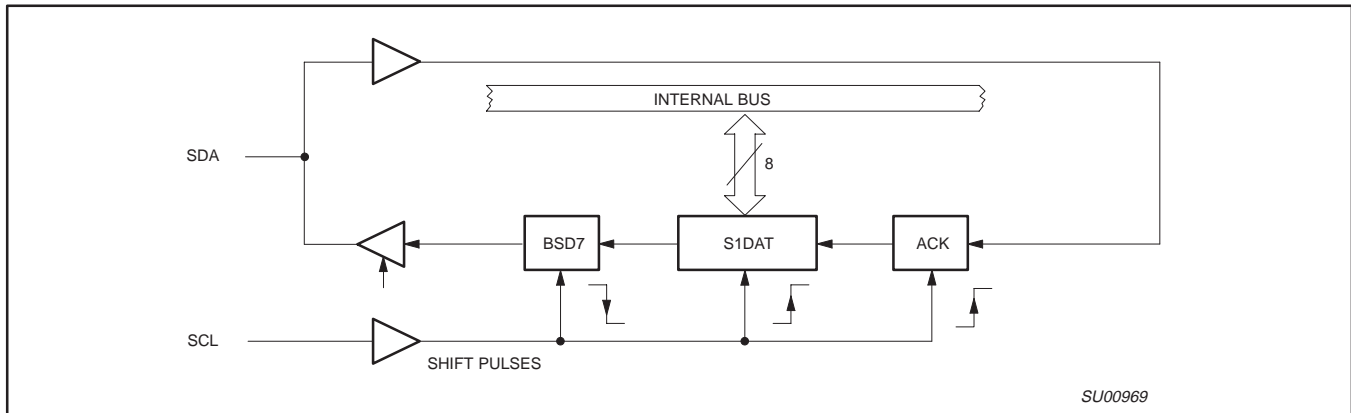 INTERNAL BUS
SDA
8
BSD7
S1DAT
ACK
SCL
SHIFT PULSES
SU00969